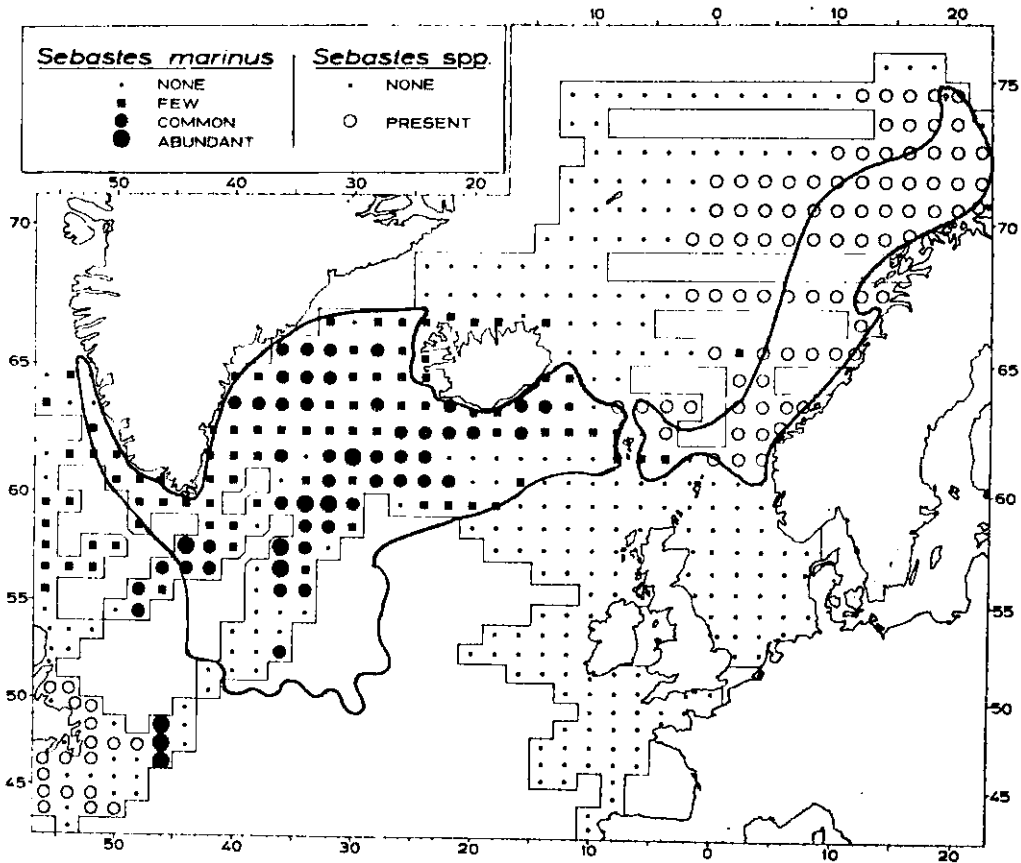 10 0 10 20
Sebastes marinus Sebastes spp.
NONE NONE
FEW
COMMON PRESENT
ABUNDANT
50 40 30 20
75
70 70
65 65
60 60
55 55
50 50
45 45
50 40 30 20 10 0 10 20